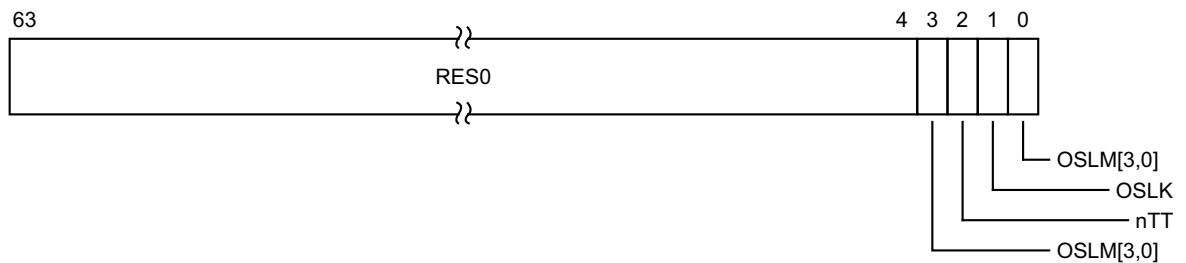 63 4 3 2 1 0
RES0
OSLM[3,0]
OSLK
nTT
OSLM[3,0]